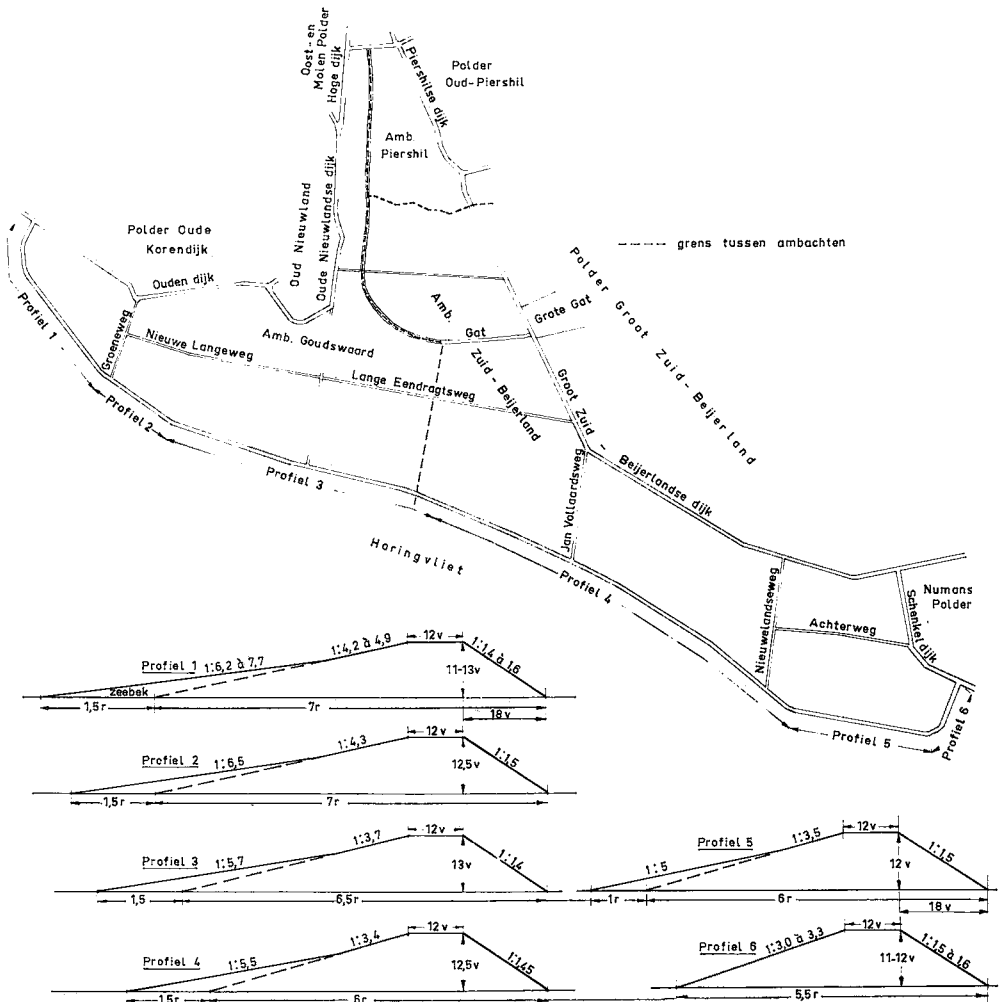 Oost- en
Molen Polder
Hoge dijk
Piershilse dijk
Polder
Oud-Piershil
Amb.
Piershil
Oud Nieuwland
Oude Nieuwlandse dijk
Polder Oude
Korendijk
Ouden dijk
grens tussen ambachten
Polder Groot Zuid-Beijerland
Grote Gat
Gat
Amb.
Zuid-Beijerland
Amb. Goudswaard
Groeneweg
Nieuwe Langeweg
Lange Eendragtsweg
Groot Zuid-Beijerlandse dijk
Jan Vollaardsweg
Haringvliet
Nieuwelandseweg
Achterweg
Schenkeldijk
Numans
Polder
Profiel 1
Profiel 2
Profiel 3
Profiel 4
Profiel 5
Profiel 6
Profiel 1
1:6,2 à 7,7
1:4,2 à 4,9
12v
1:1,4 à 1,6
11-13v
Zeebek
1,5r
7r
18v
Profiel 2
1:6,5
1:4,3
12v
1:1,5
12,5v
1,5r
7r
Profiel 3
1:5,7
1:3,7
12v
1:1,4
13v
1,5
6,5r
Profiel 4
1:5,5
1:3,4
12v
1:1,45
12,5v
1,5r
6r
Profiel 5
1:5
1:3,5
12v
1:1,5
12v
1r
6r
18v
Profiel 6
1:3,0 à 3,3
12v
1:1,5 à 1,6
11-12v
5,5r